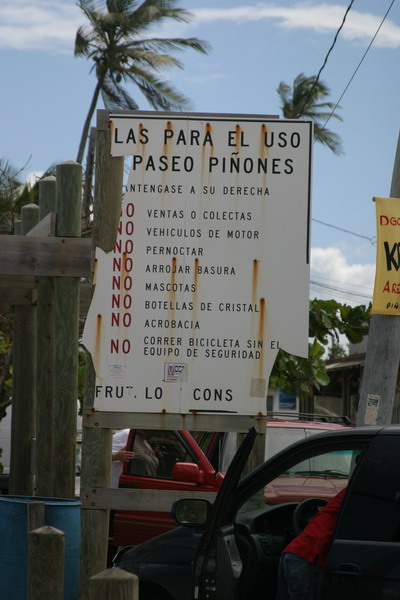 LAS PARA EL USO
PASEO PIÑONES
ANTENGASE A SU DERECHA
NO VENTAS O COLECTAS
NO VEHICULOS DE MOTOR
NO PERNOCTAR
NO ARROJAR BASURA
NO MASCOTAS
NO BOTELLAS DE CRISTAL
NO ACROBACIA
NO CORRER BICICLETA SIN EL
EQUIPO DE SEGURIDAD
FRUT. LO CONS